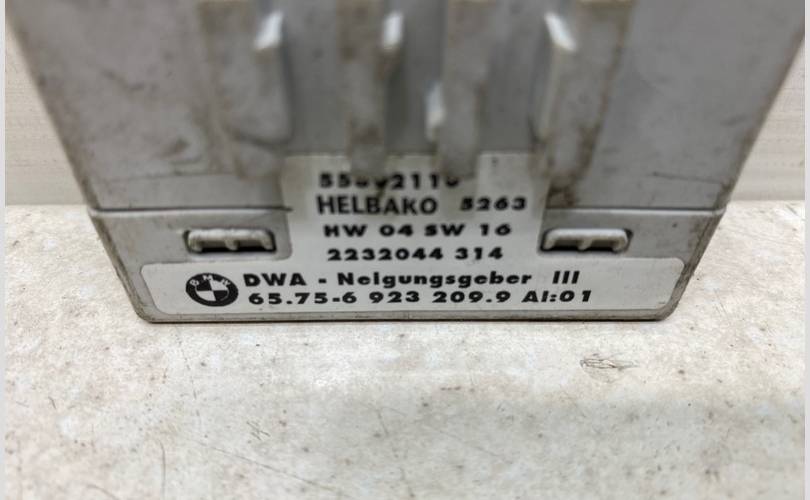 HELBAKO 5263
HW 04 SW 16
2232044 314
BMW
DWA - Neigungsgeber III
65.75-6 923 209.9 AI:01